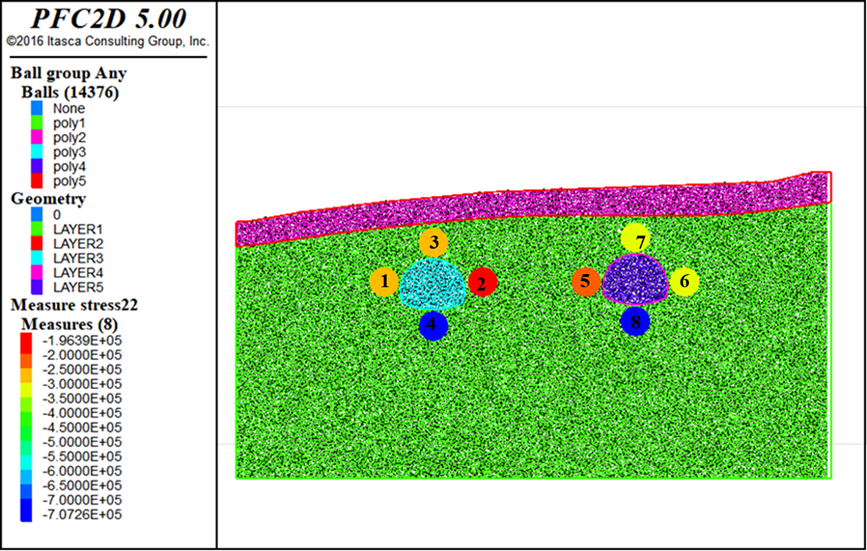 PFC2D 5.00
©2016 Itasca Consulting Group, Inc.
Ball group Any
Balls (14376)
None
poly1
poly2
poly3
poly4
poly5
Geometry
0
LAYER1
LAYER2
LAYER3
LAYER4
LAYER5
Measure stress22
Measures (8)
-1.9639E+05
-2.0000E+05
-2.5000E+05
-3.0000E+05
-3.5000E+05
-4.0000E+05
-4.5000E+05
-5.0000E+05
-5.5000E+05
-6.0000E+05
-6.5000E+05
-7.0000E+05
-7.0726E+05
3
7
1
2
5
6
4
8